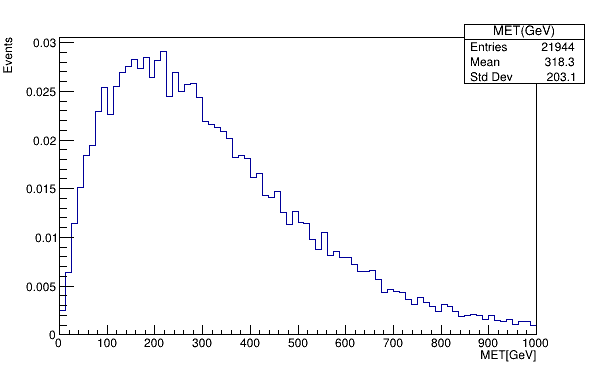 MET(GeV)
Entries 21944
Mean 318.3
Std Dev 203.1
Events
0.03
0.025
0.02
0.015
0.01
0.005
0
0 100 200 300 400 500 600 700 800 900 1000
MET[GeV]